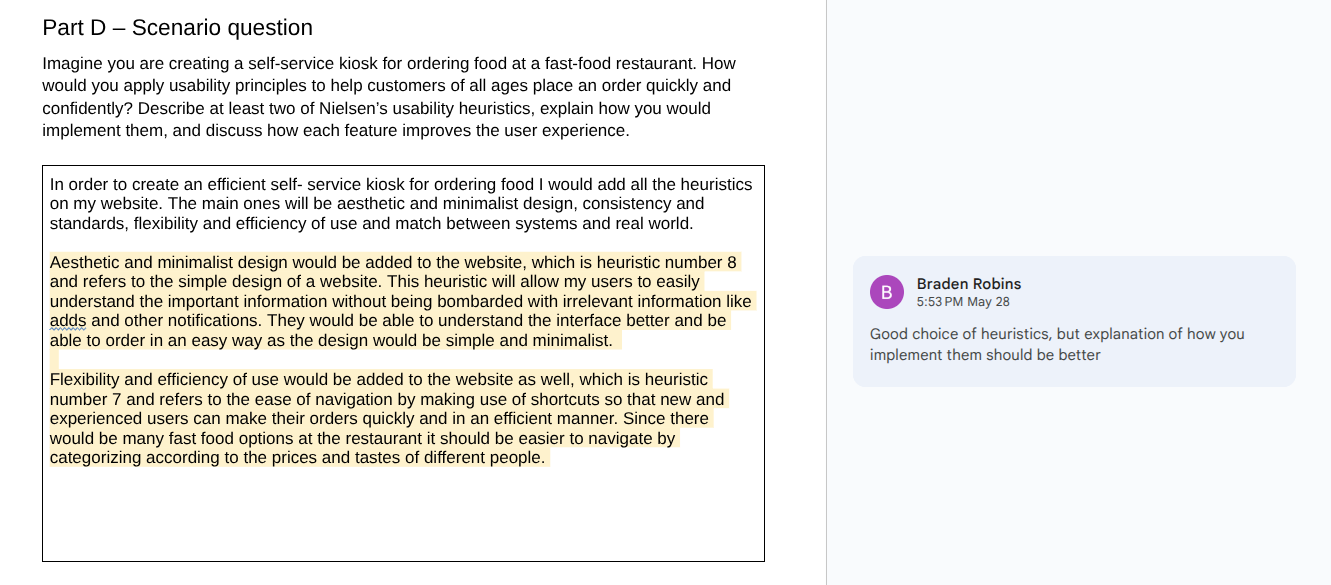 Part D – Scenario question
Imagine you are creating a self-service kiosk for ordering food at a fast-food restaurant. How
would you apply usability principles to help customers of all ages place an order quickly and
confidently? Describe at least two of Nielsen’s usability heuristics, explain how you would
implement them, and discuss how each feature improves the user experience.
In order to create an efficient self- service kiosk for ordering food I would add all the heuristics
on my website. The main ones will be aesthetic and minimalist design, consistency and
standards, flexibility and efficiency of use and match between systems and real world.
Aesthetic and minimalist design would be added to the website, which is heuristic number 8
and refers to the simple design of a website. This heuristic will allow my users to easily
understand the important information without being bombarded with irrelevant information like
adds and other notifications. They would be able to understand the interface better and be
able to order in an easy way as the design would be simple and minimalist.
Flexibility and efficiency of use would be added to the website as well, which is heuristic
number 7 and refers to the ease of navigation by making use of shortcuts so that new and
experienced users can make their orders quickly and in an efficient manner. Since there
would be many fast food options at the restaurant it should be easier to navigate by
categorizing according to the prices and tastes of different people.
B
Braden Robins
5:53 PM May 28
Good choice of heuristics, but explanation of how you
implement them should be better